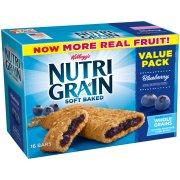 NOW MORE REAL FRUIT!
Kellogg's
NUTRI
GRAIN
SOFT BAKED
VALUE
PACK
Blueberry
WHOLE
GRAINS
16 BARS